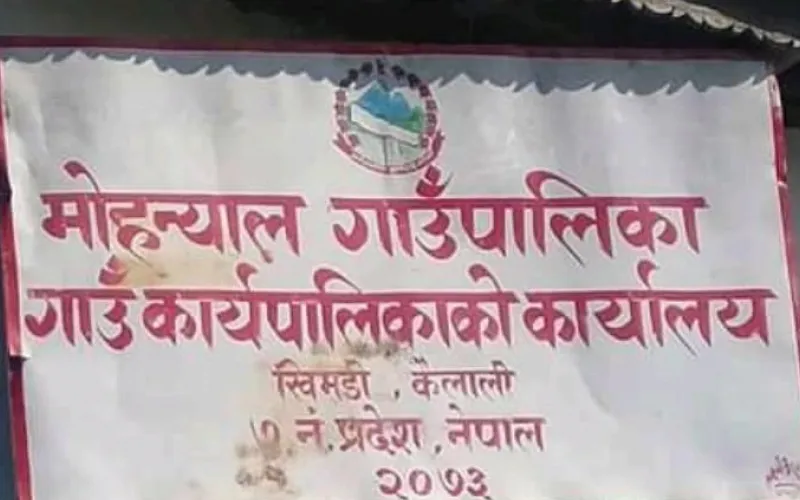 मोहन्याल गाउँपालिका
गाउँ कार्यपालिकाको कार्यालय
खिमडी , कैलाली
७ नं. प्रदेश , नेपाल
२०७३